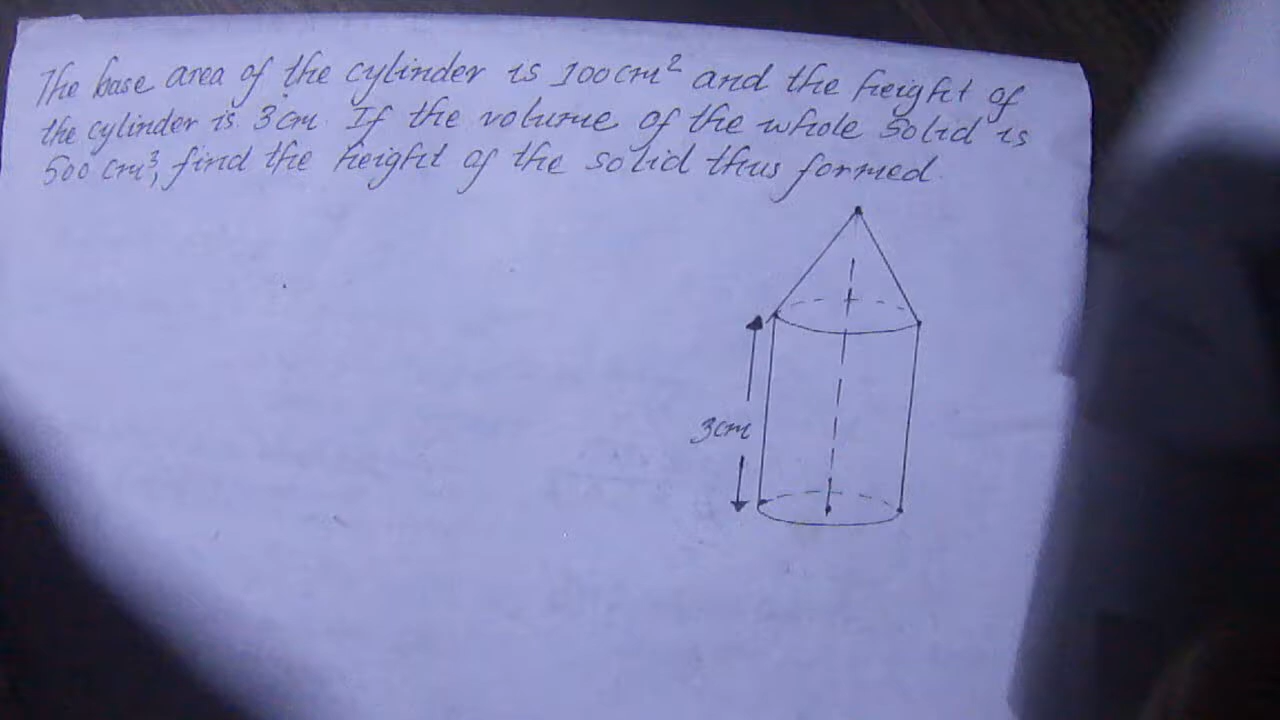 The base area of the cylinder is 100cm² and the height of
the cylinder is 3cm. If the volume of the whole solid is
500 cm³, find the height of the solid thus formed.
3cm